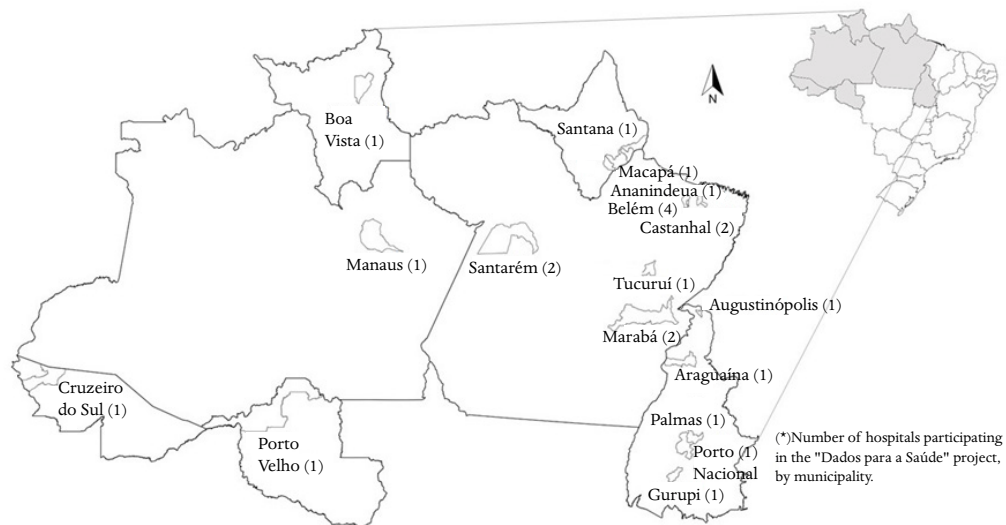 Boa
Vista (1)
Santana (1)
Macapá (1)
Ananindeua (1)
Belém (4)
Castanhal (2)
Manaus (1)
Santarém (2)
Tucuruí (1)
Augustinópolis (1)
Marabá (2)
Araguaína (1)
Cruzeiro
do Sul (1)
Porto
Velho (1)
Palmas (1)
Porto (1)
Nacional
Gurupi (1)
N
(*)Number of hospitals participating
in the "Dados para a Saúde" project,
by municipality.